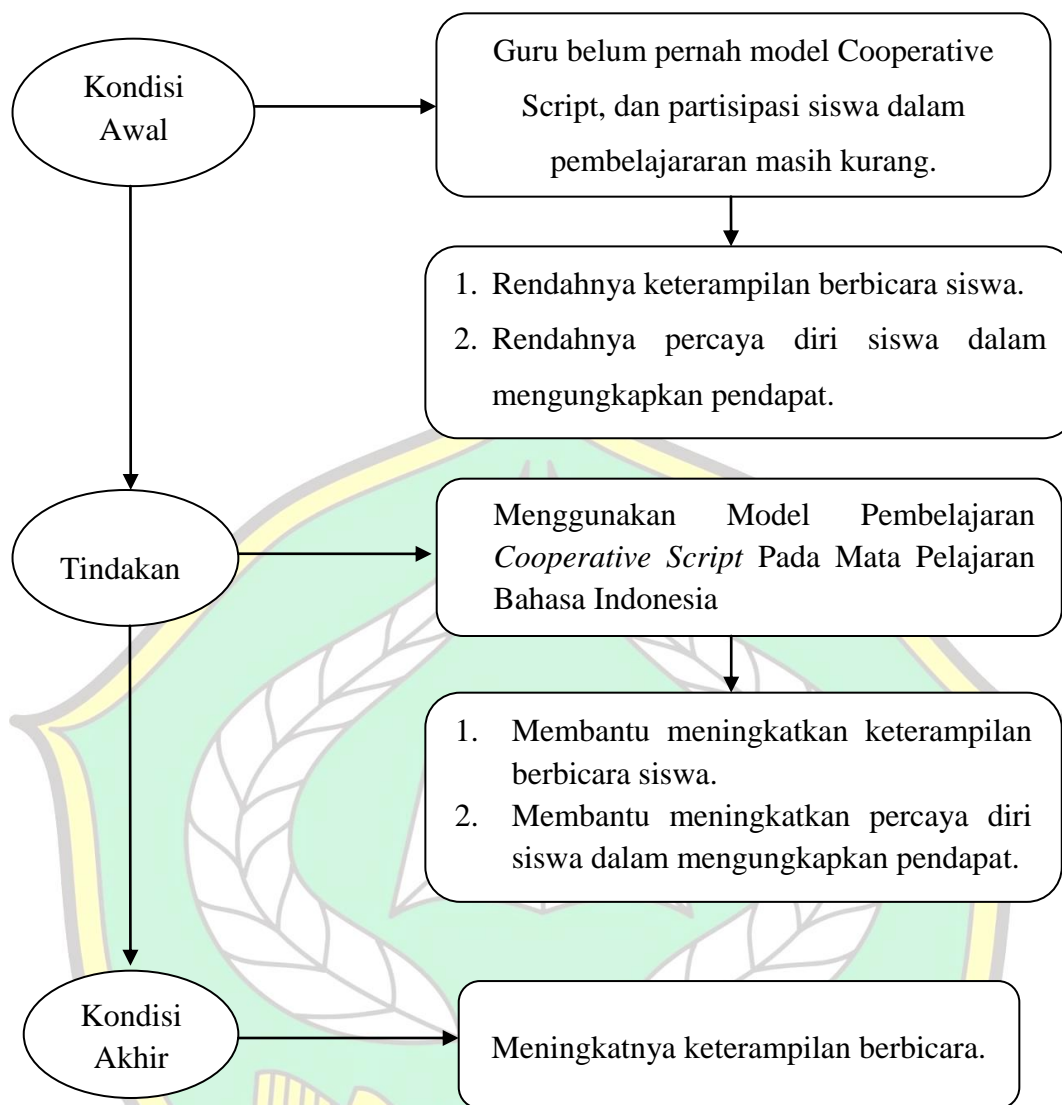 Kondisi
Awal
Guru belum pernah model Cooperative
Script, dan partisipasi siswa dalam
pembelajararan masih kurang.
1. Rendahnya keterampilan berbicara siswa.
2. Rendahnya percaya diri siswa dalam
mengungkapkan pendapat.
Tindakan
Menggunakan Model Pembelajaran
Cooperative Script Pada Mata Pelajaran
Bahasa Indonesia
1. Membantu meningkatkan keterampilan
berbicara siswa.
2. Membantu meningkatkan percaya diri
siswa dalam mengungkapkan pendapat.
Kondisi
Akhir
Meningkatnya keterampilan berbicara.